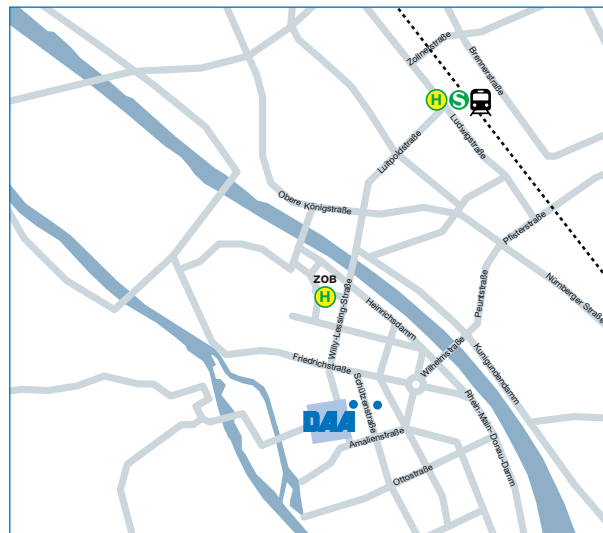 Zollnerstraße
Brennerstraße
H
S
Ludwigstraße
Luitpoldstraße
Obere Königstraße
Pfisterstraße
ZOB
H
Nürnberger Straße
Peuntstraße
Heinrichsdamm
Willy-Lessing-Straße
Wilhelmstraße
Kunigundendamm
Friedrichstraße
Schützenstraße
Rhein-Main-Donau-Damm
DAA
Amalienstraße
Ottostraße